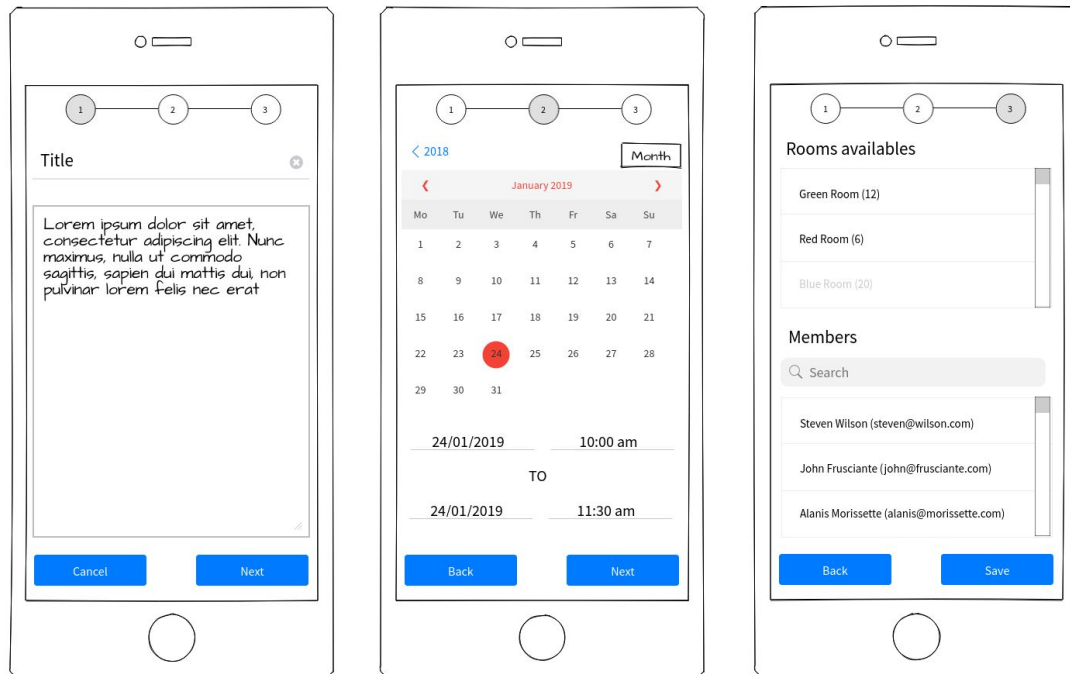 1 2 3
Title
Lorem ipsum dolor sit amet,
consectetur adipiscing elit. Nunc
maximus, nulla ut commodo
sagittis, sapien dui mattis dui, non
pulvinar lorem felis nec erat
Cancel Next
1 2 3
< 2018 Month
❮ January 2019 ❯
Mo Tu We Th Fr Sa Su
1 2 3 4 5 6 7
8 9 10 11 12 13 14
15 16 17 18 19 20 21
22 23 24 25 26 27 28
29 30 31
24/01/2019 10:00 am
TO
24/01/2019 11:30 am
Back Next
1 2 3
Rooms availables
Green Room (12)
Red Room (6)
Blue Room (20)
Members
Search
Steven Wilson (steven@wilson.com)
John Frusciante (john@frusciante.com)
Alanis Morissette (alanis@morissette.com)
Back Save